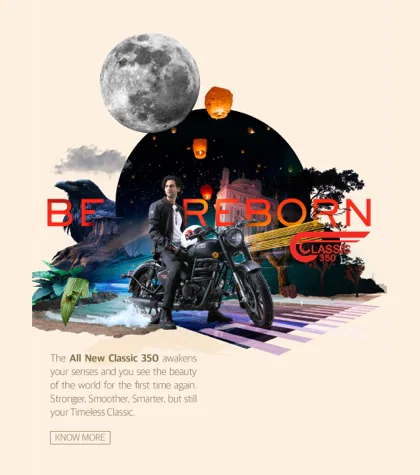 BE REBORN
CLASSIC
350
The All New Classic 350 awakens
your senses and you see the beauty
of the world for the first time again.
Stronger, Smoother, Smarter, but still
your Timeless Classic.
KNOW MORE